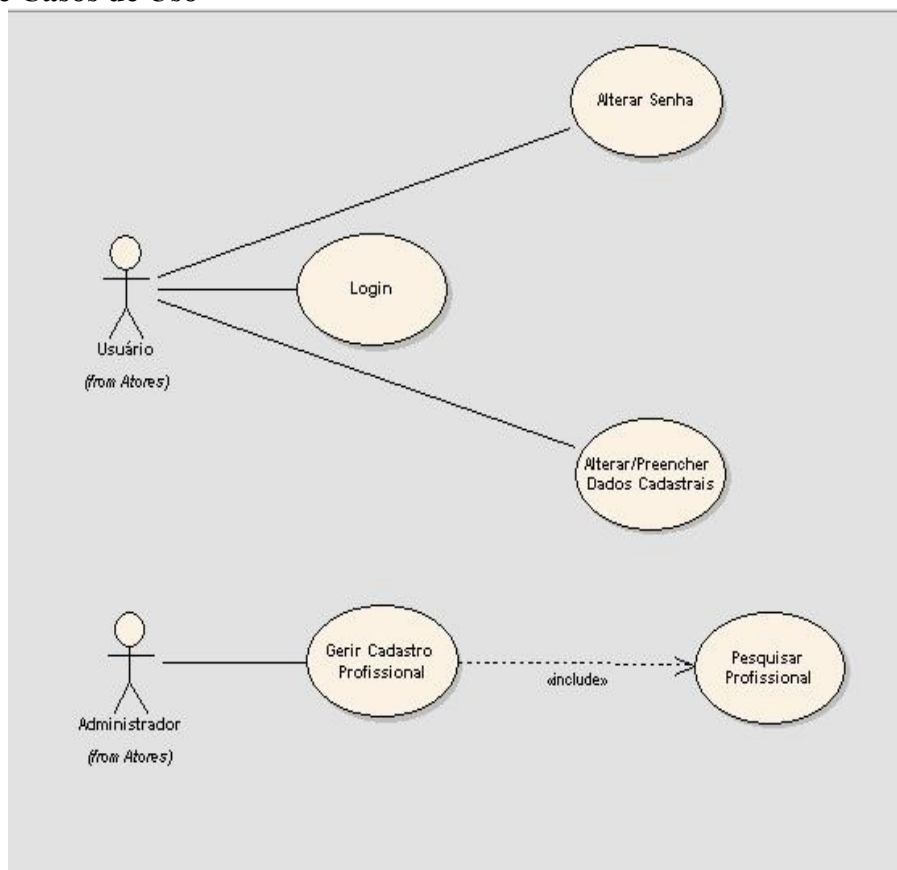 e Casos de Uso
Alterar Senha
Login
Usuário
(from Atores)
Alterar/Preencher
Dados Cadastrais
Gerir Cadastro
Profissional
«include»
Pesquisar
Profissional
Administrador
(from Atores)